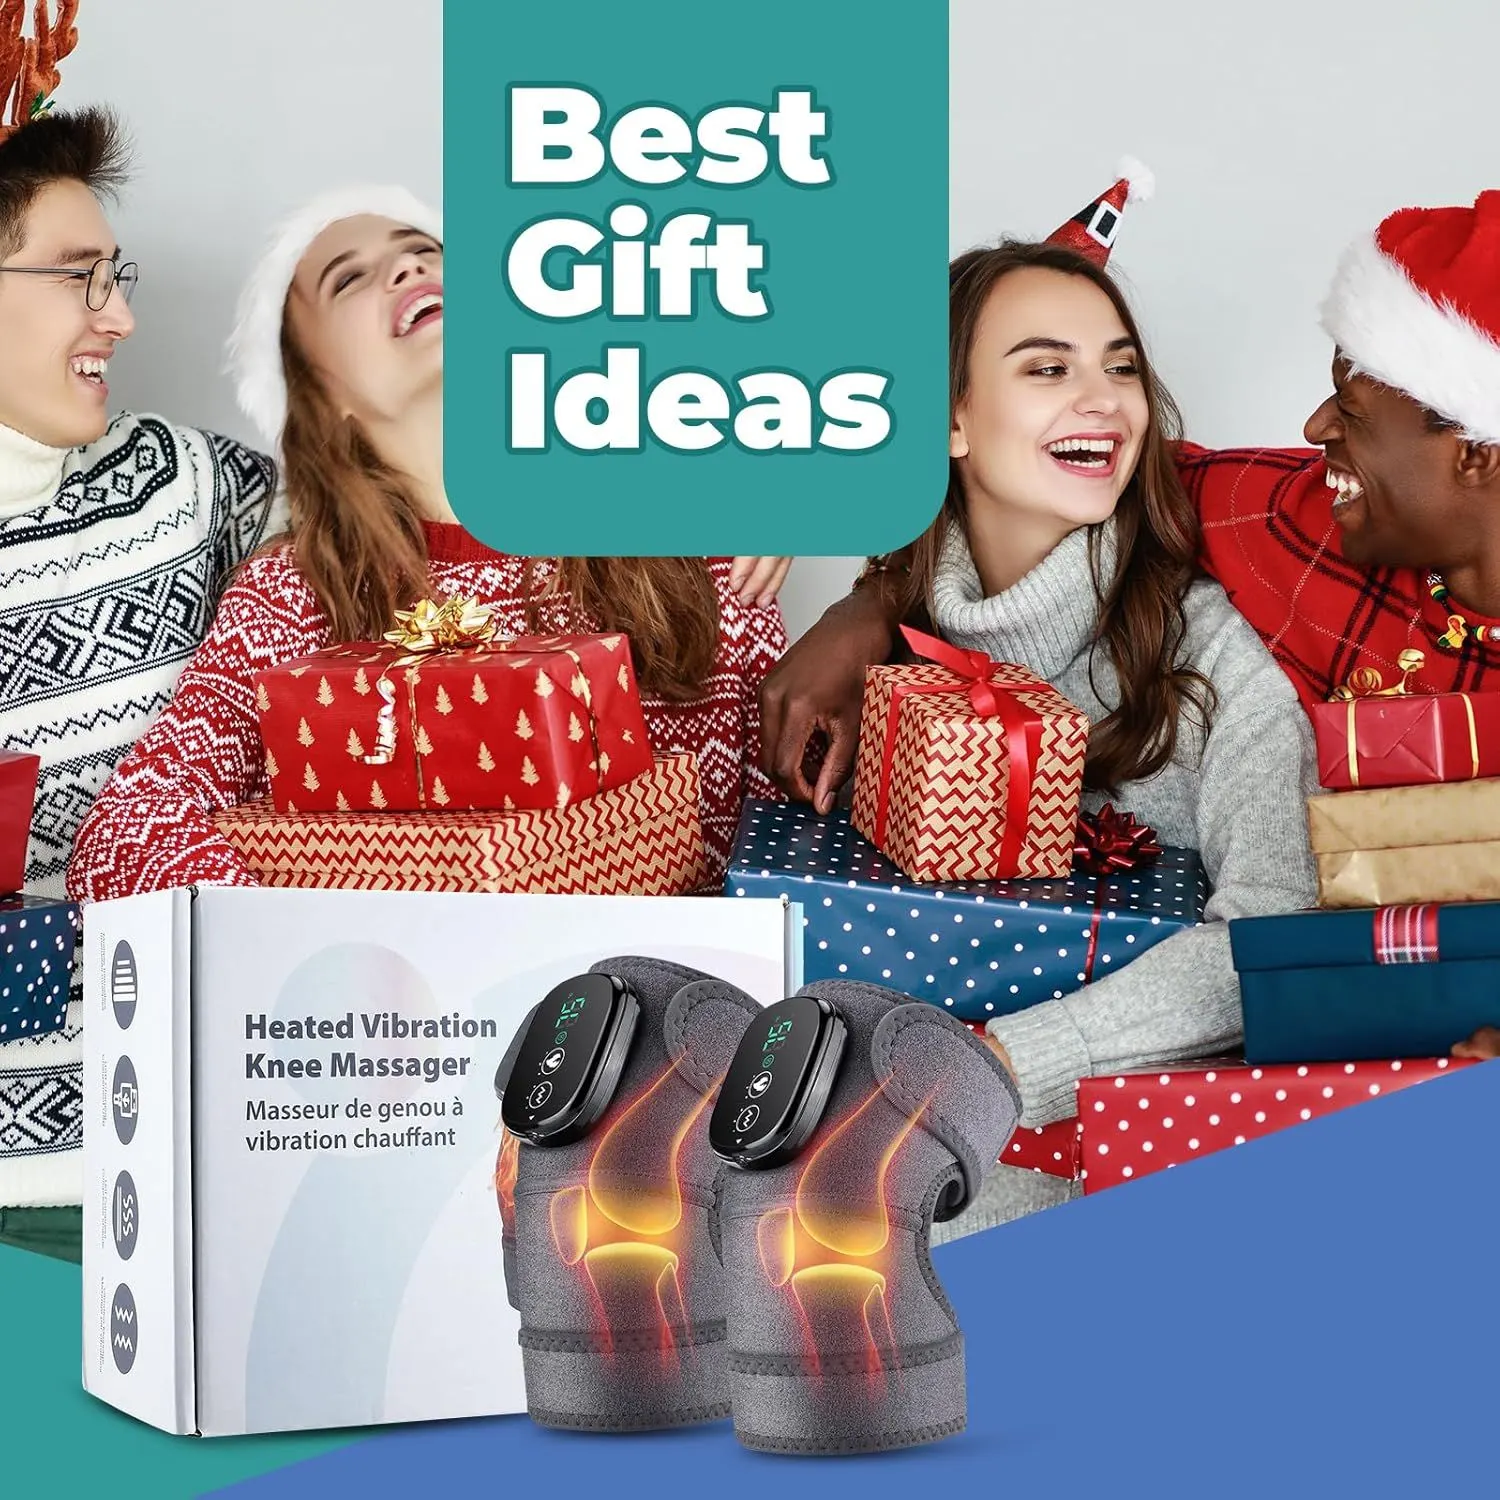 Best
Gift
Ideas
Heated Vibration
Knee Massager
Masseur de genou à
vibration chauffant